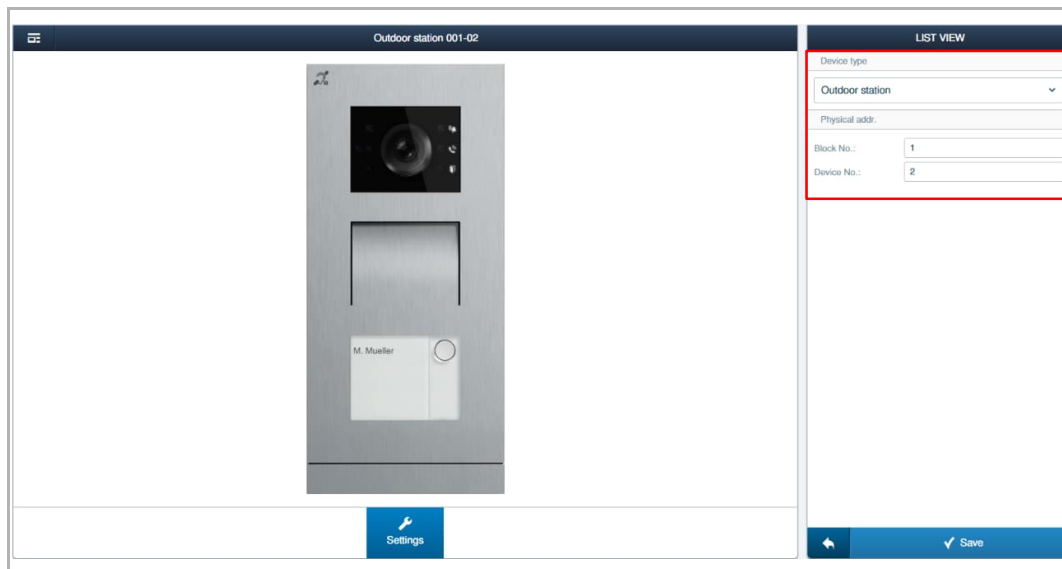 Outdoor station 001-02
M. Mueller
Settings
LIST VIEW
Device type
Outdoor station
Physical addr.
Block No.: 1
Device No.: 2
Save